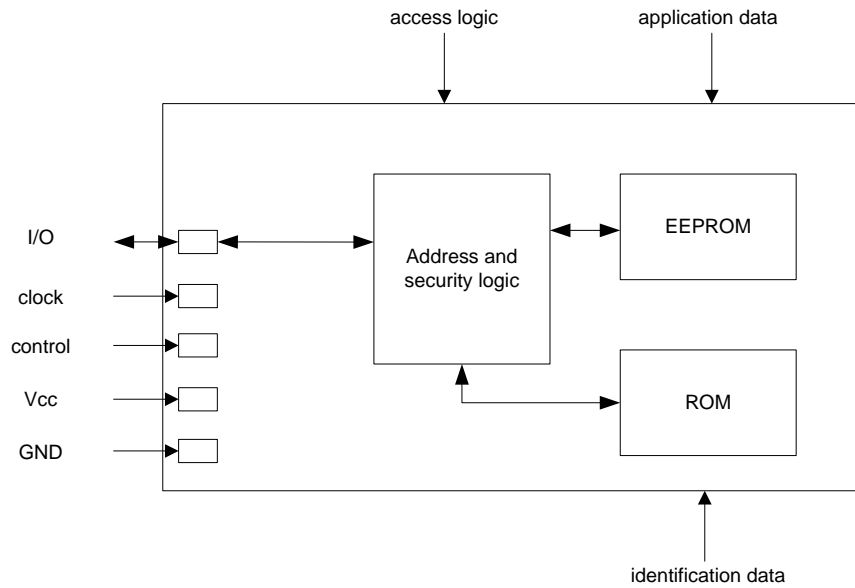 access logic
application data
I/O
clock
control
Vcc
GND
Address and
security logic
EEPROM
ROM
identification data